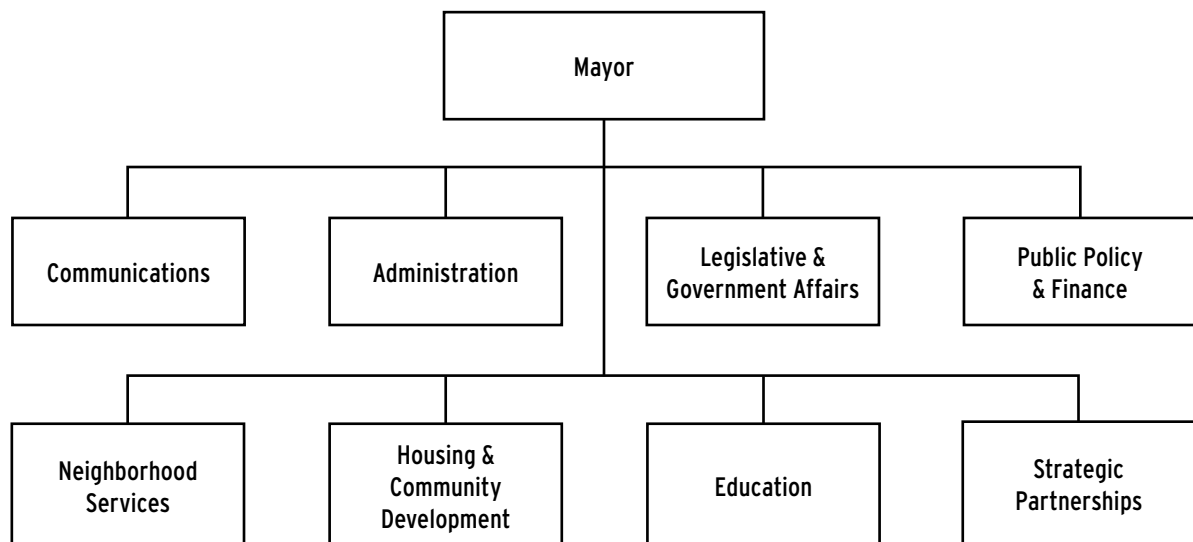 Mayor
Communications
Administration
Legislative &
Government Affairs
Public Policy
& Finance
Neighborhood
Services
Housing &
Community
Development
Education
Strategic
Partnerships